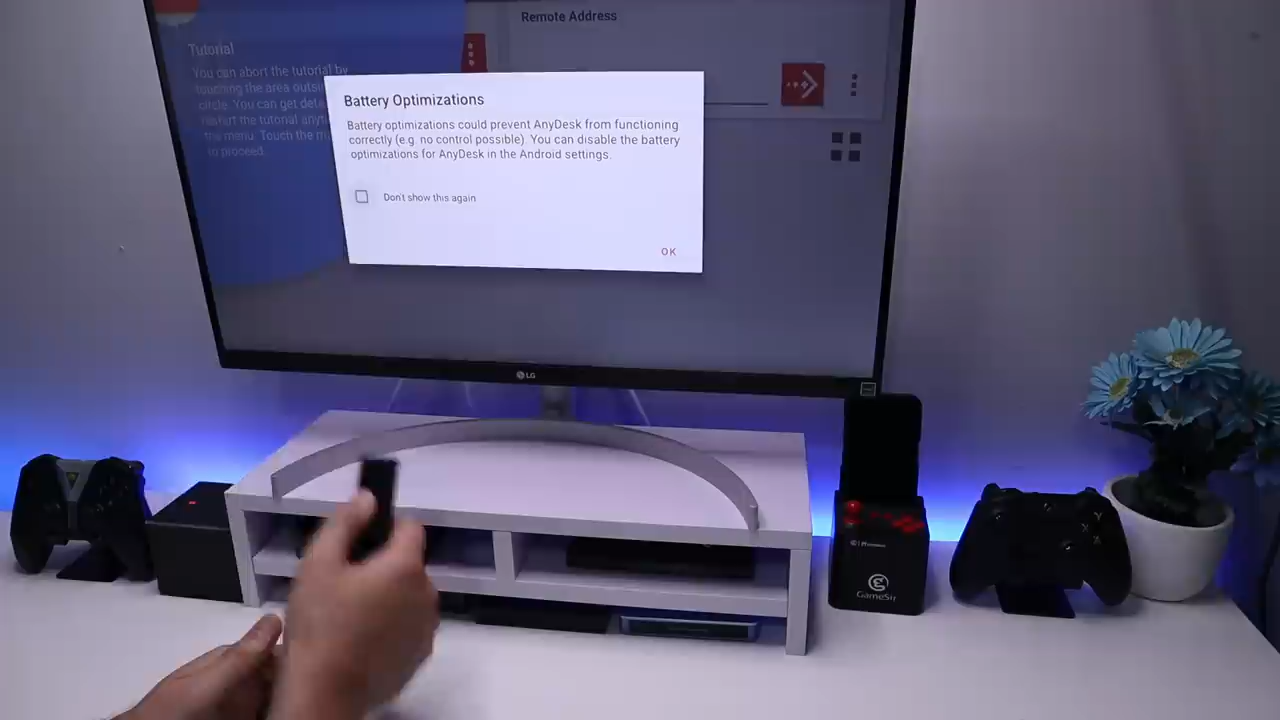 Remote Address
Tutorial
You can abort the tutorial by
touching the area outsi
circle. You can get deta
restart the tutorial anyt
the menu. Touch the m
to proceed.
Battery Optimizations
Battery optimizations could prevent AnyDesk from functioning
correctly (e.g. no control possible). You can disable the battery
optimizations for AnyDesk in the Android settings.
Don't show this again
OK
LG
GameSir
Y
X
B